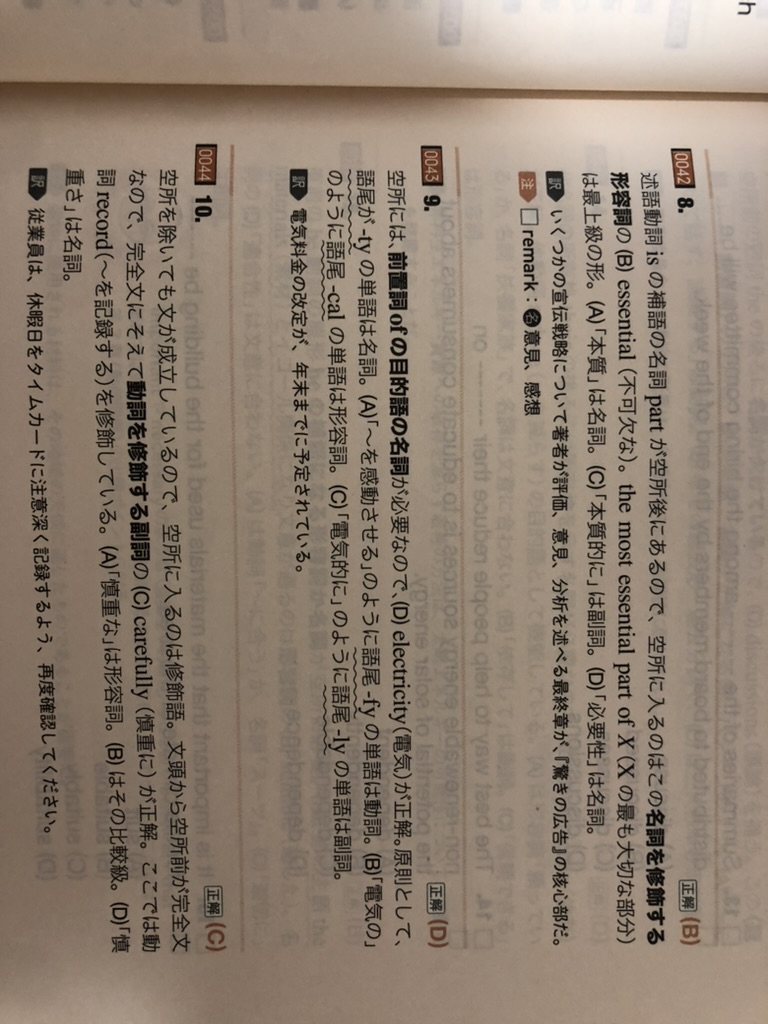 0042 8. 正解 (B)
述語動詞 is の補語の名詞 part が空所後にあるので、空所に入るのはこの名詞を修飾する
形容詞の (B) essential (不可欠な)。the most essential part of X (X の最も大切な部分)
は最上級の形。(A)「本質」は名詞。(C)「本質的に」は副詞。(D)「必要性」は名詞。
訳 いくつかの宣伝戦略について著者が評価、意見、分析を述べる最終章が、『驚きの広告』の核心部だ。
注 □ remark : 名 意見、感想
0043 9. 正解 (D)
空所には、前置詞 of の目的語の名詞が必要なので、(D) electricity (電気) が正解。原則として、
語尾が -ty の単語は名詞。(A)「～を感動させる」のように語尾 -fy の単語は動詞。(B)「電気の」
のように語尾 -cal の単語は形容詞。(C)「電気的に」のように語尾 -ly の単語は副詞。
訳 電気料金の改定が、年末までに予定されている。
0044 10. 正解 (C)
空所を除いても文が成立しているので、空所に入るのは修飾語。文頭から空所前が完全文
なので、完全文にそえて動詞を修飾する副詞の (C) carefully (慎重に) が正解。ここでは動
詞 record (～を記録する) を修飾している。(A)「慎重な」は形容詞。(B) はその比較級。(D)「慎
重さ」は名詞。
訳 従業員は、休暇日をタイムカードに注意深く記録するよう、再度確認してください。